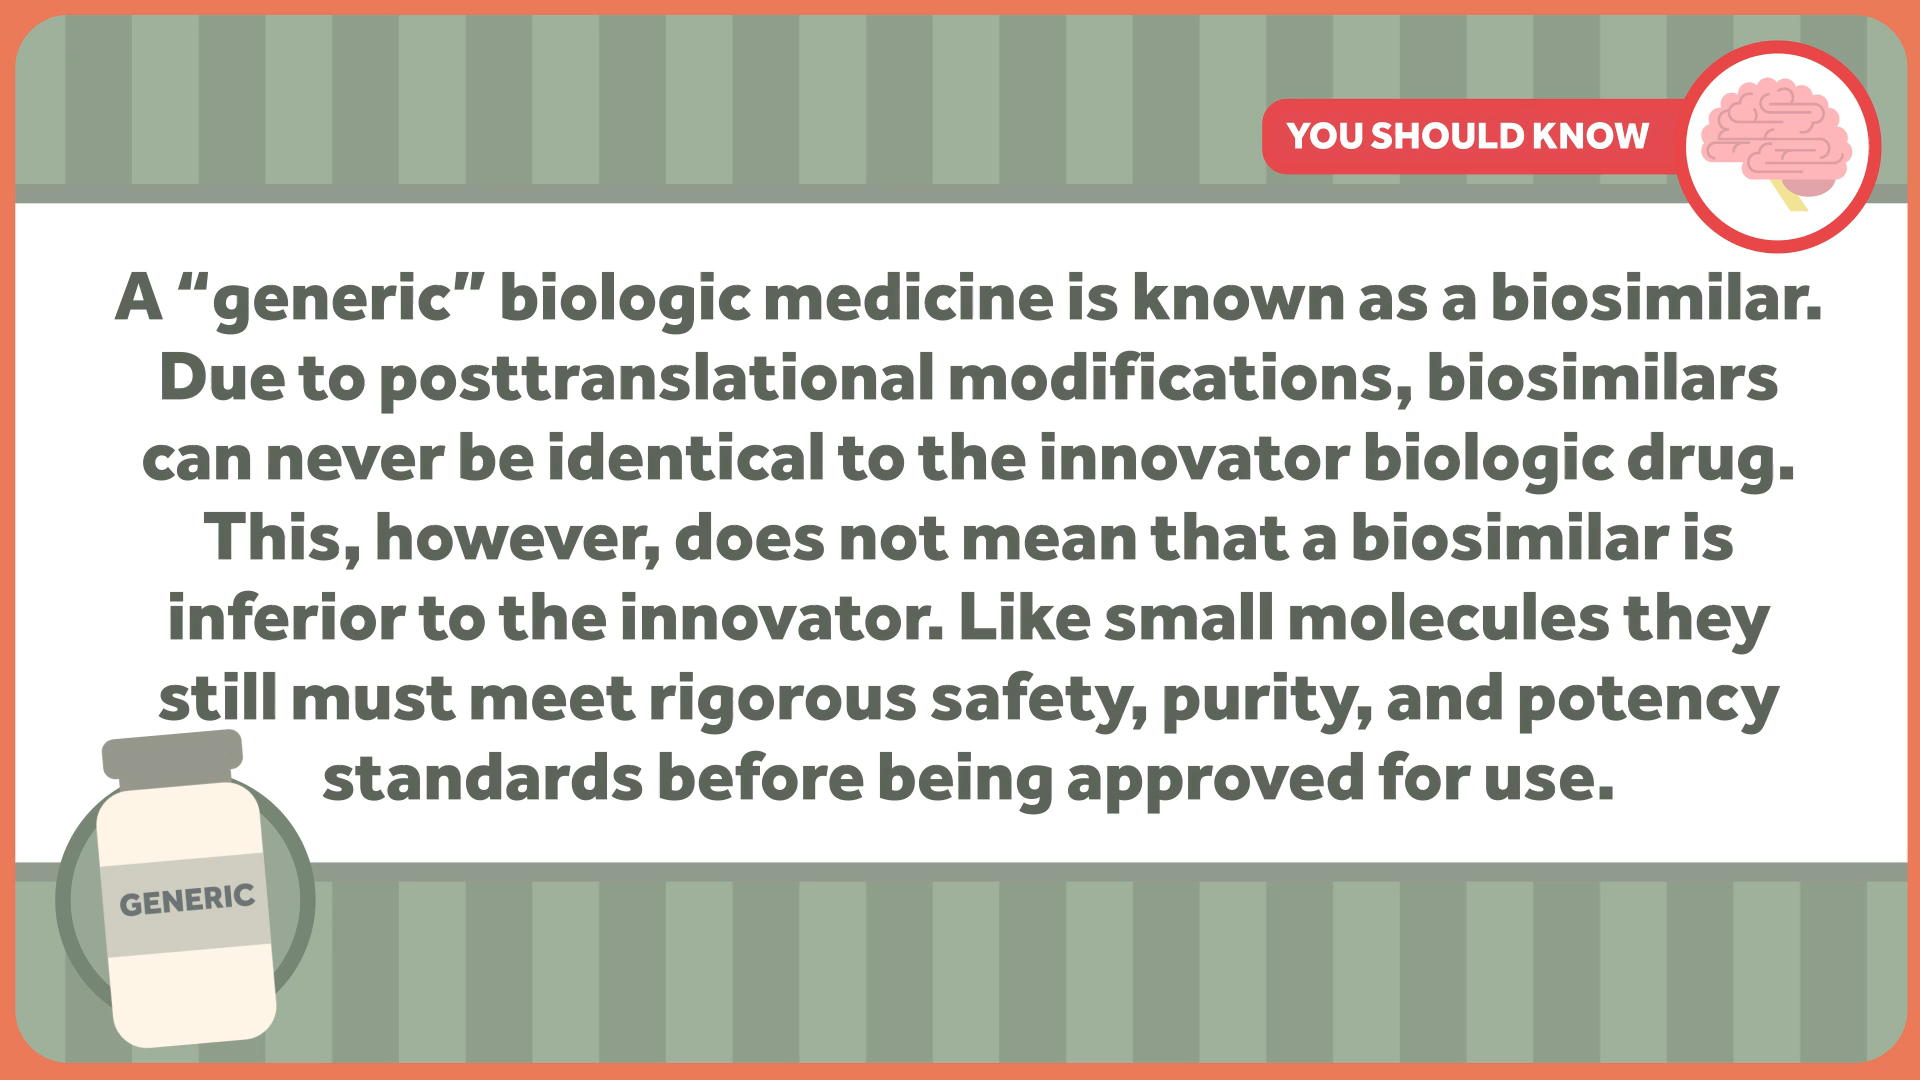 YOU SHOULD KNOW
A “generic” biologic medicine is known as a biosimilar.
Due to posttranslational modifications, biosimilars
can never be identical to the innovator biologic drug.
This, however, does not mean that a biosimilar is
inferior to the innovator. Like small molecules they
still must meet rigorous safety, purity, and potency
standards before being approved for use.
GENERIC